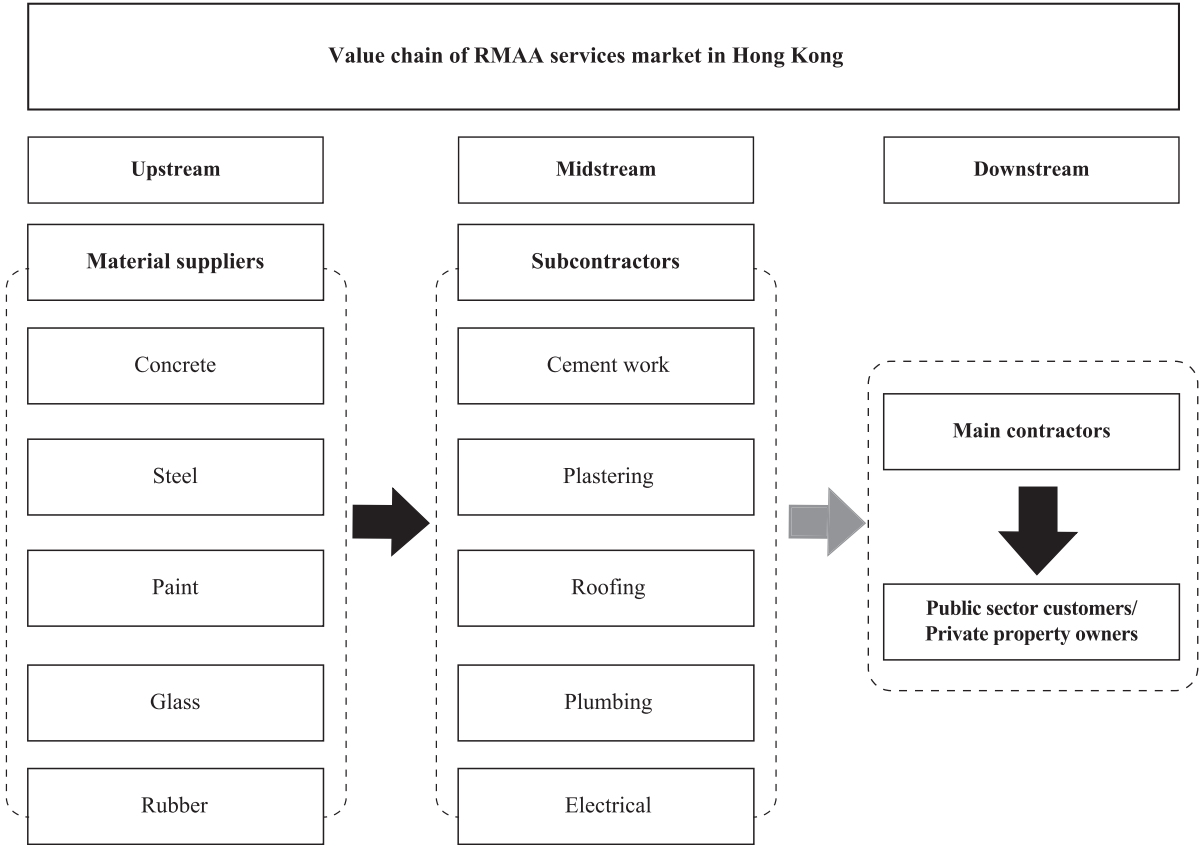 Value chain of RMAA services market in Hong Kong
Upstream
Midstream
Downstream
Material suppliers
Concrete
Steel
Paint
Glass
Rubber
Subcontractors
Cement work
Plastering
Roofing
Plumbing
Electrical
Main contractors
Public sector customers/
Private property owners